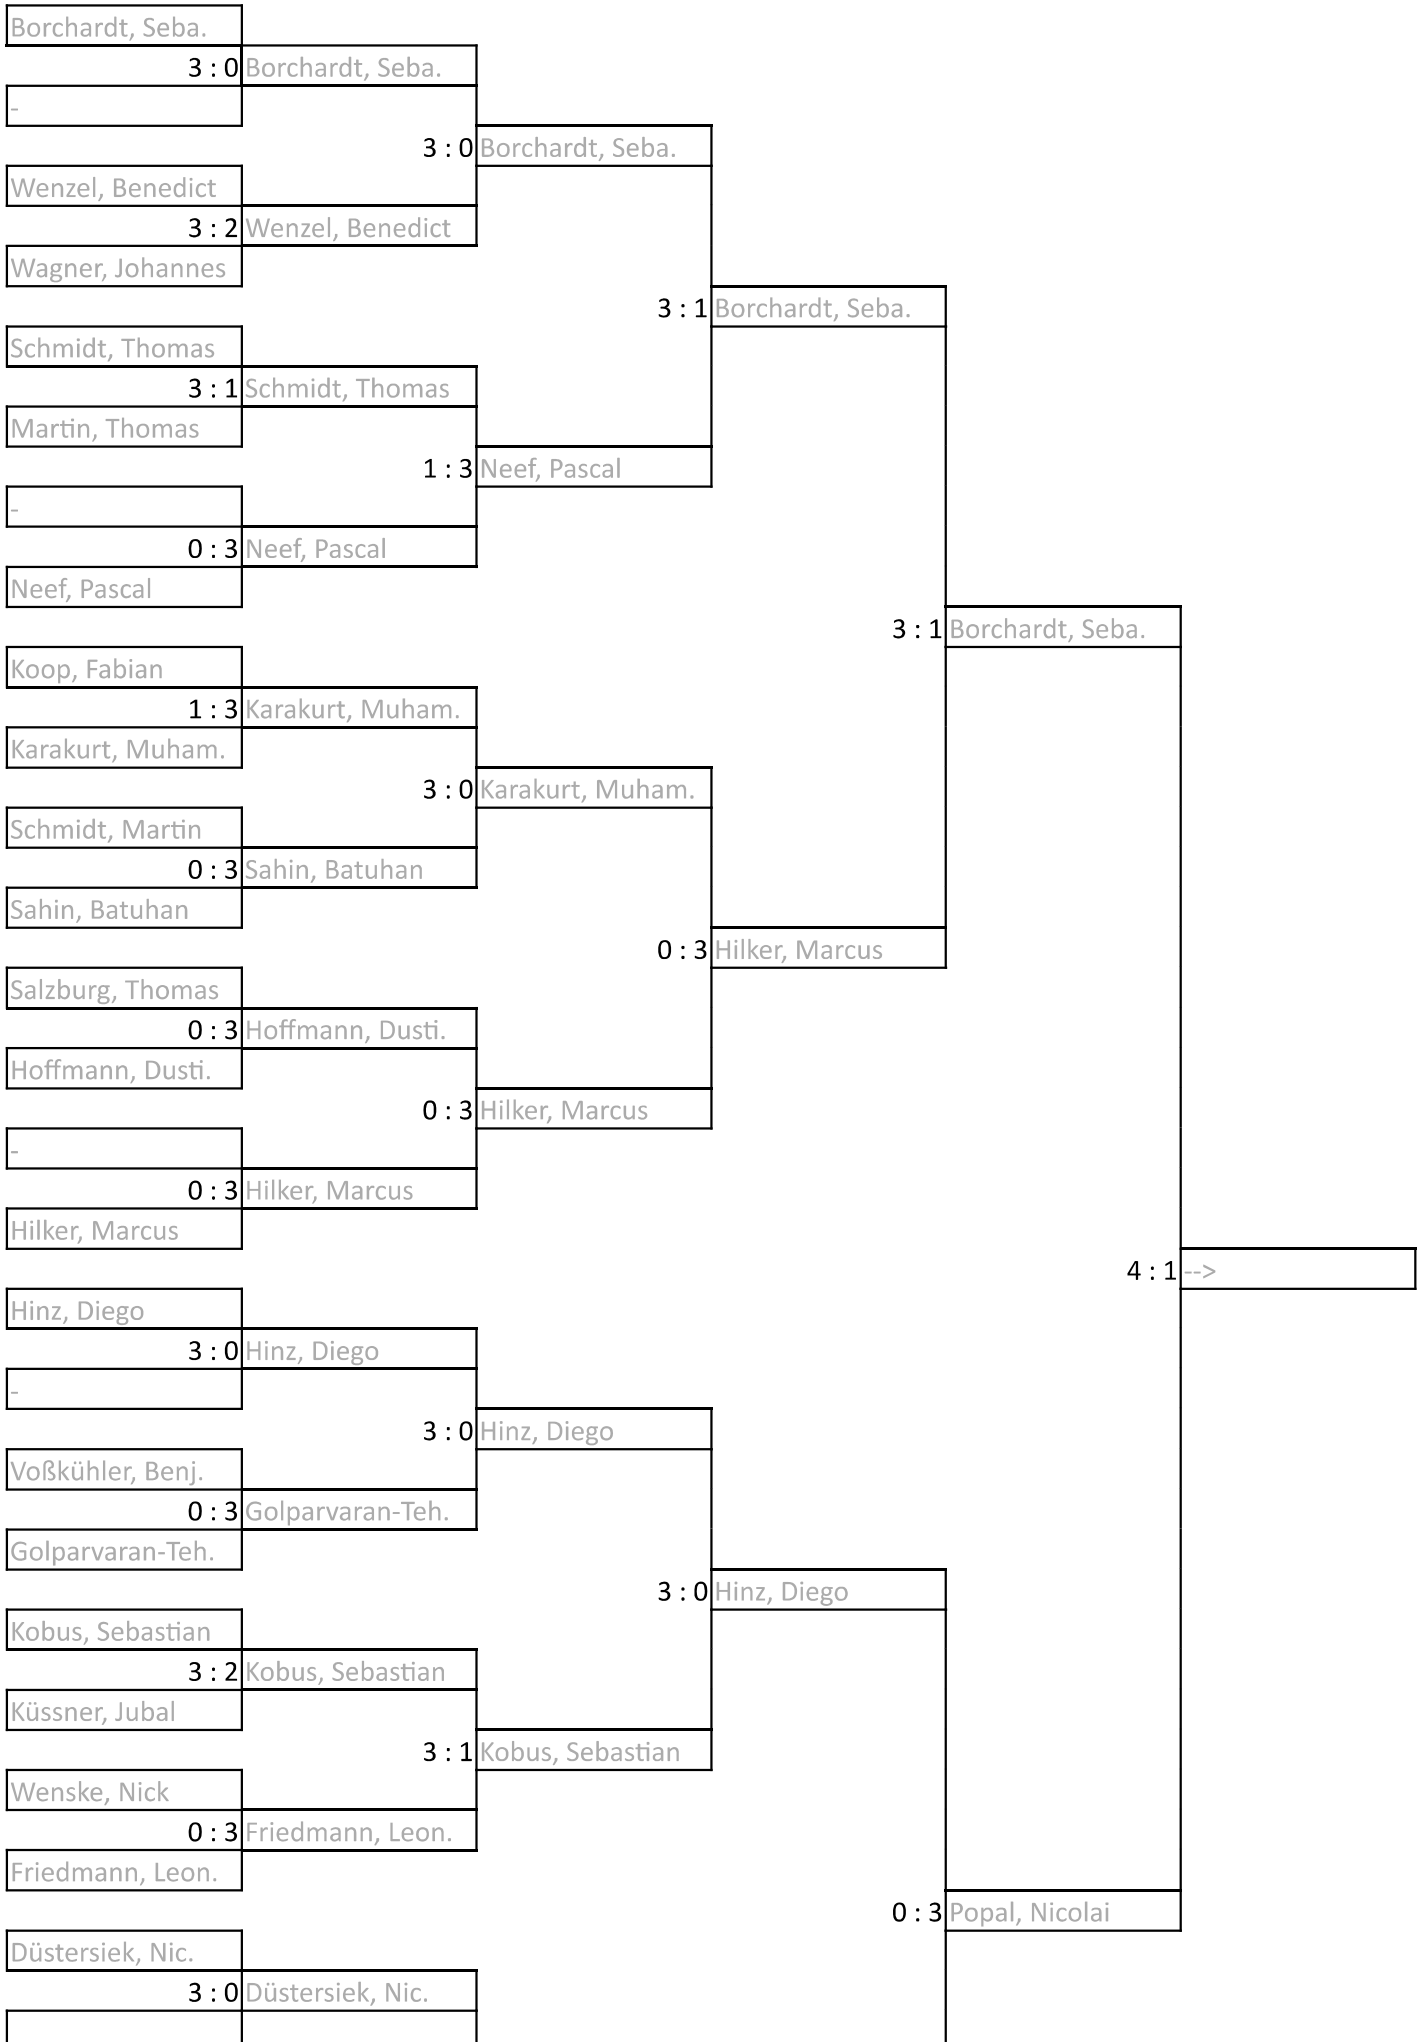 Borchardt, Seba.
3 : 0 Borchardt, Seba.
-
3 : 0 Borchardt, Seba.
Wenzel, Benedict
3 : 2 Wenzel, Benedict
Wagner, Johannes
3 : 1 Borchardt, Seba.
Schmidt, Thomas
3 : 1 Schmidt, Thomas
Martin, Thomas
1 : 3 Neef, Pascal
-
0 : 3 Neef, Pascal
Neef, Pascal
3 : 1 Borchardt, Seba.
Koop, Fabian
1 : 3 Karakurt, Muham.
Karakurt, Muham.
3 : 0 Karakurt, Muham.
Schmidt, Martin
0 : 3 Sahin, Batuhan
Sahin, Batuhan
0 : 3 Hilker, Marcus
Salzburg, Thomas
0 : 3 Hoffmann, Dusti.
Hoffmann, Dusti.
0 : 3 Hilker, Marcus
-
0 : 3 Hilker, Marcus
Hilker, Marcus
4 : 1 -->
Hinz, Diego
3 : 0 Hinz, Diego
-
3 : 0 Hinz, Diego
Voßkühler, Benj.
0 : 3 Golparvaran-Teh.
Golparvaran-Teh.
3 : 0 Hinz, Diego
Kobus, Sebastian
3 : 2 Kobus, Sebastian
Küssner, Jubal
3 : 1 Kobus, Sebastian
Wenske, Nick
0 : 3 Friedmann, Leon.
Friedmann, Leon.
0 : 3 Popal, Nicolai
Düstersiek, Nic.
3 : 0 Düstersiek, Nic.